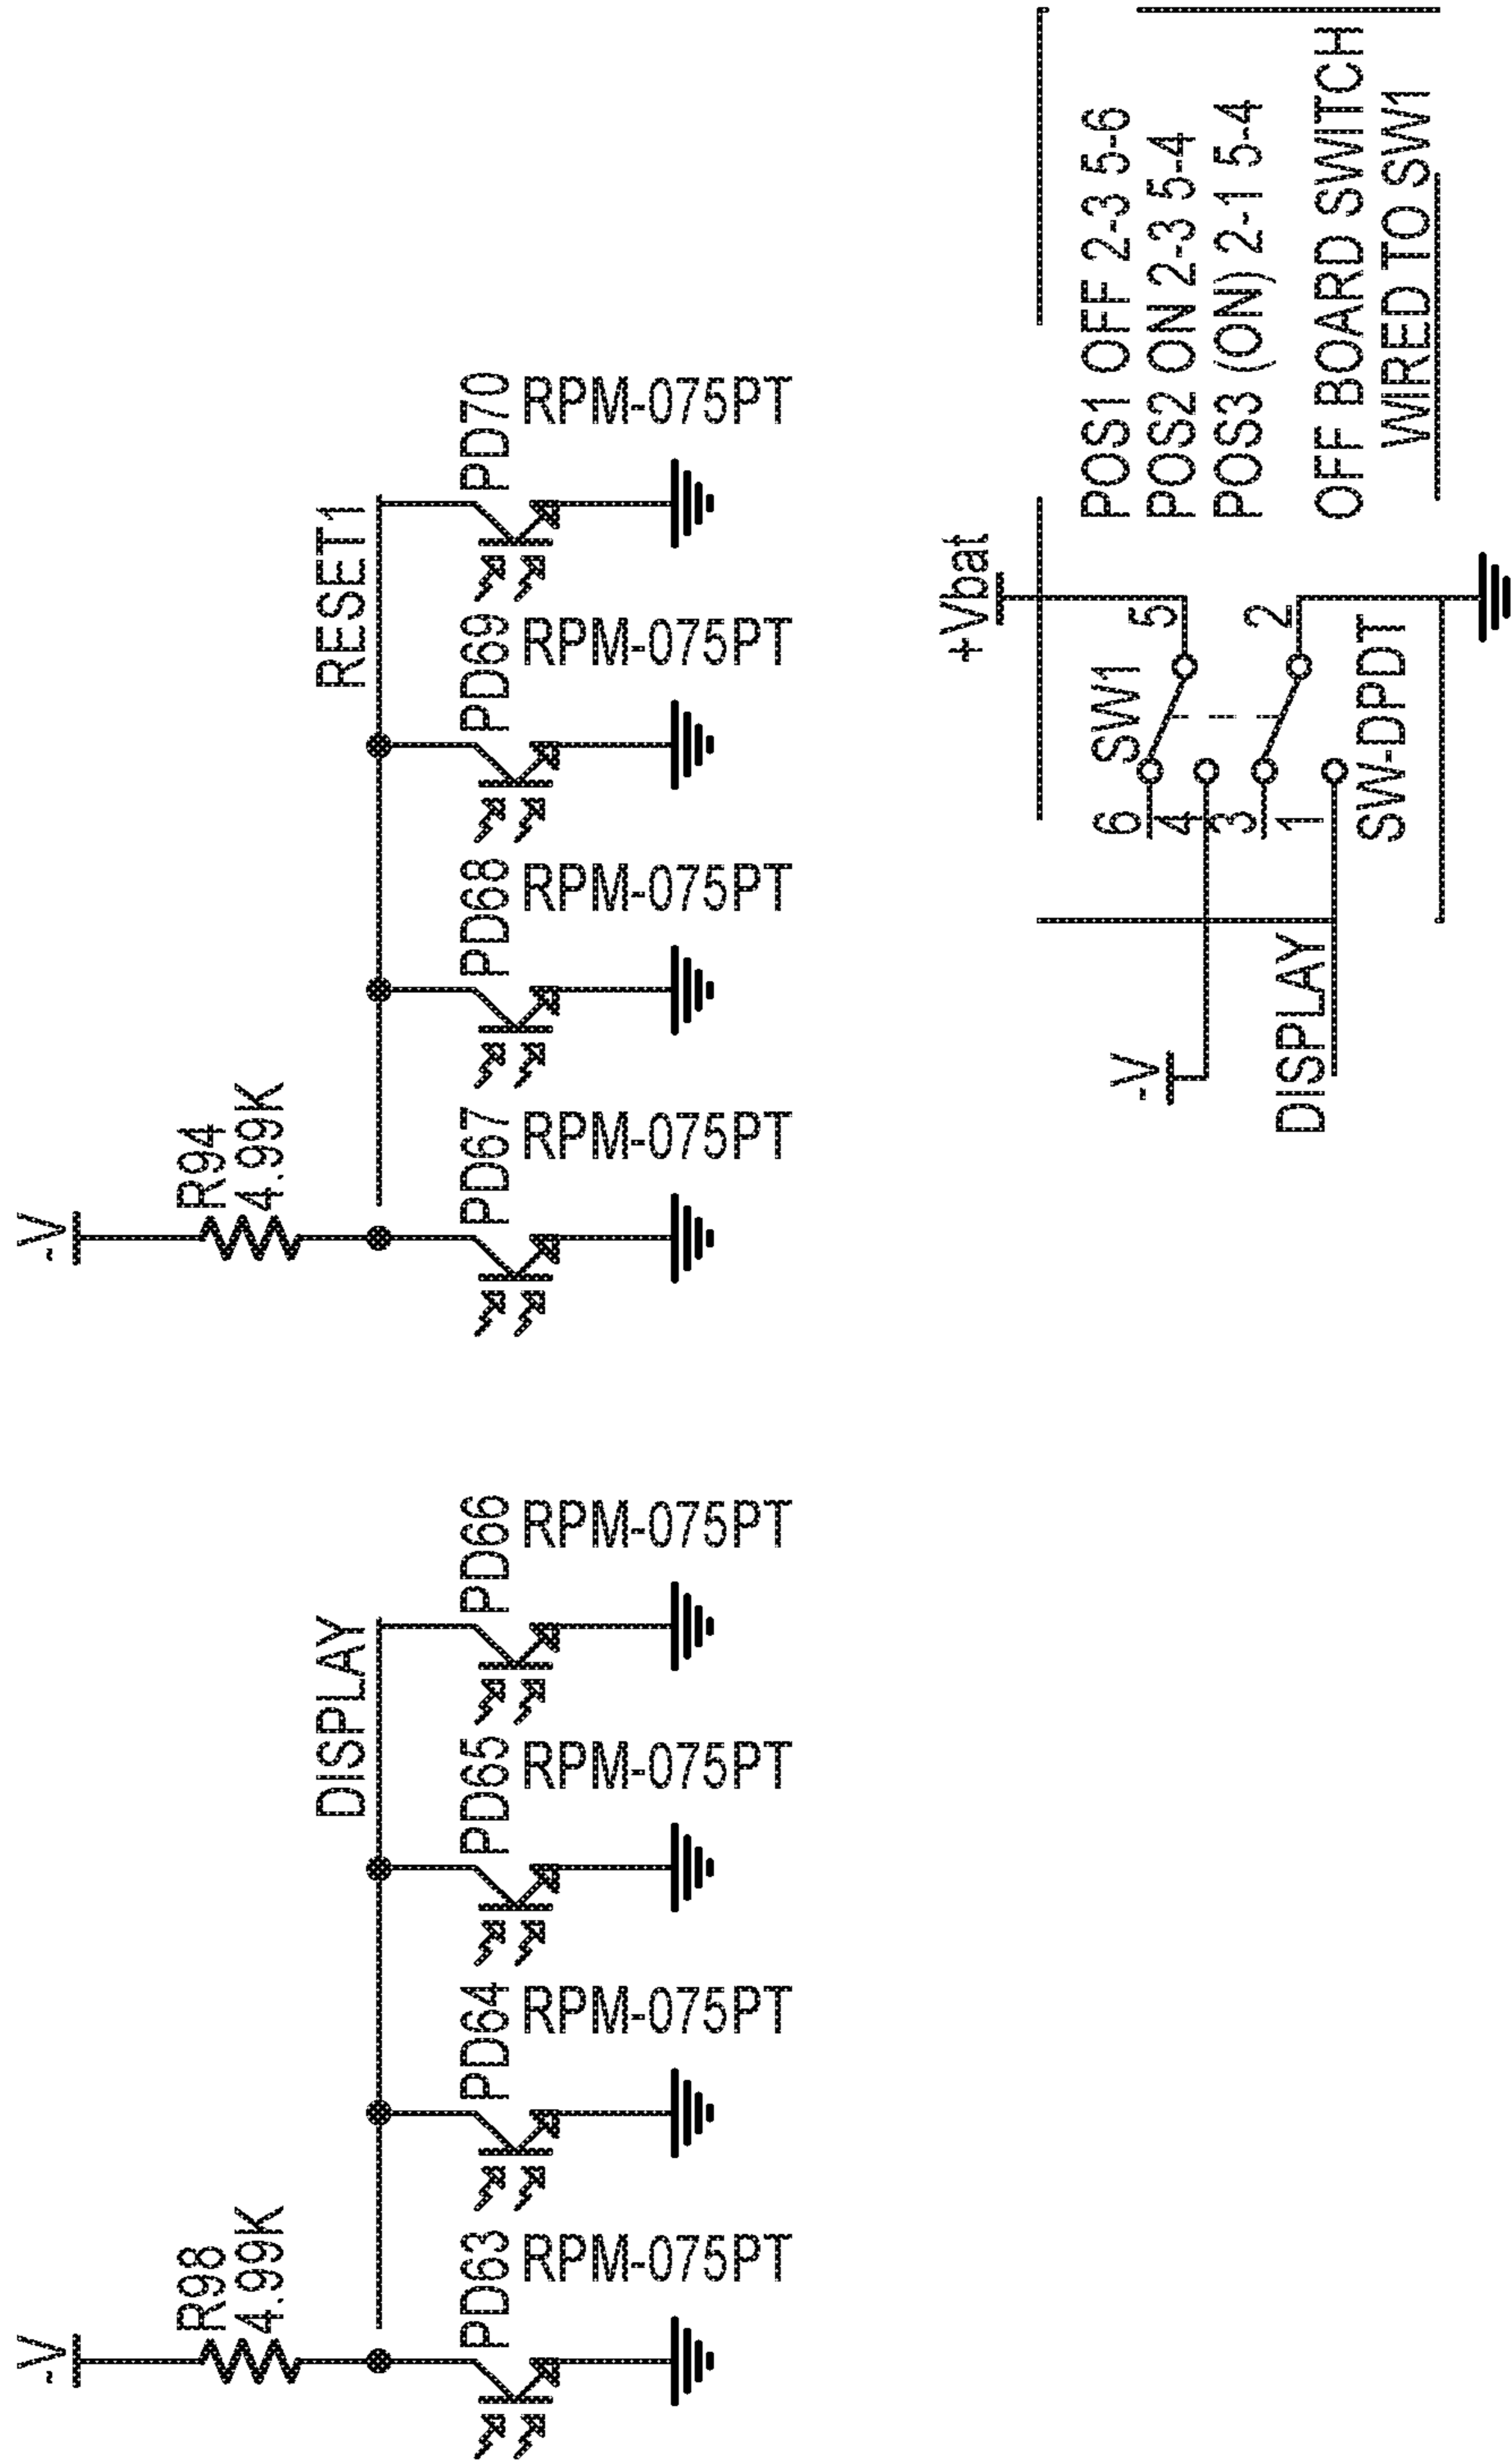 -V
R98
4.99K
DISPLAY
PD63
RPM-075PT
PD64
RPM-075PT
PD65
RPM-075PT
PD66
RPM-075PT
-V
R94
4.99K
RESET1
PD67
RPM-075PT
PD68
RPM-075PT
PD69
RPM-075PT
PD70
RPM-075PT
+Vbat
-V
DISPLAY
SW1
6
4
3
1
5
2
SW-DPDT
POS1 OFF 2-3 5-6
POS2 ON 2-3 5-4
POS3 (ON) 2-1 5-4
OFF BOARD SWITCH
WIRED TO SW1